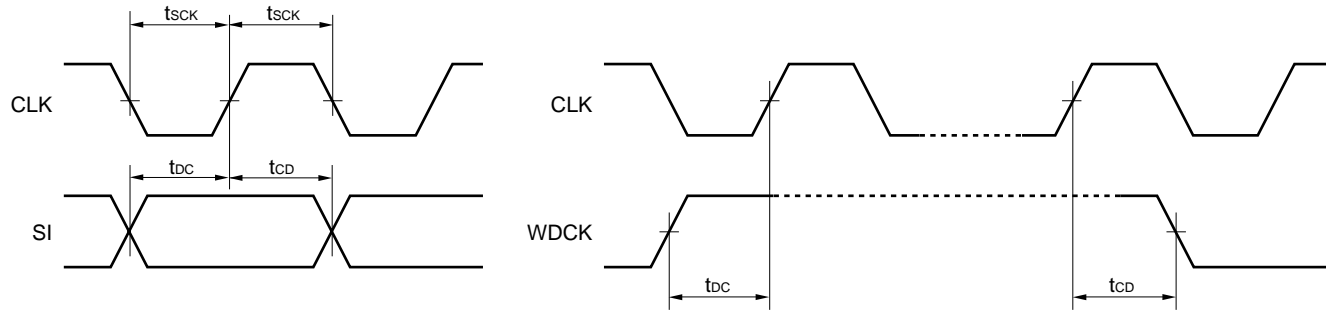 tSCK tSCK
CLK
CLK
tDC tCD
SI
WDCK
tDC
tCD